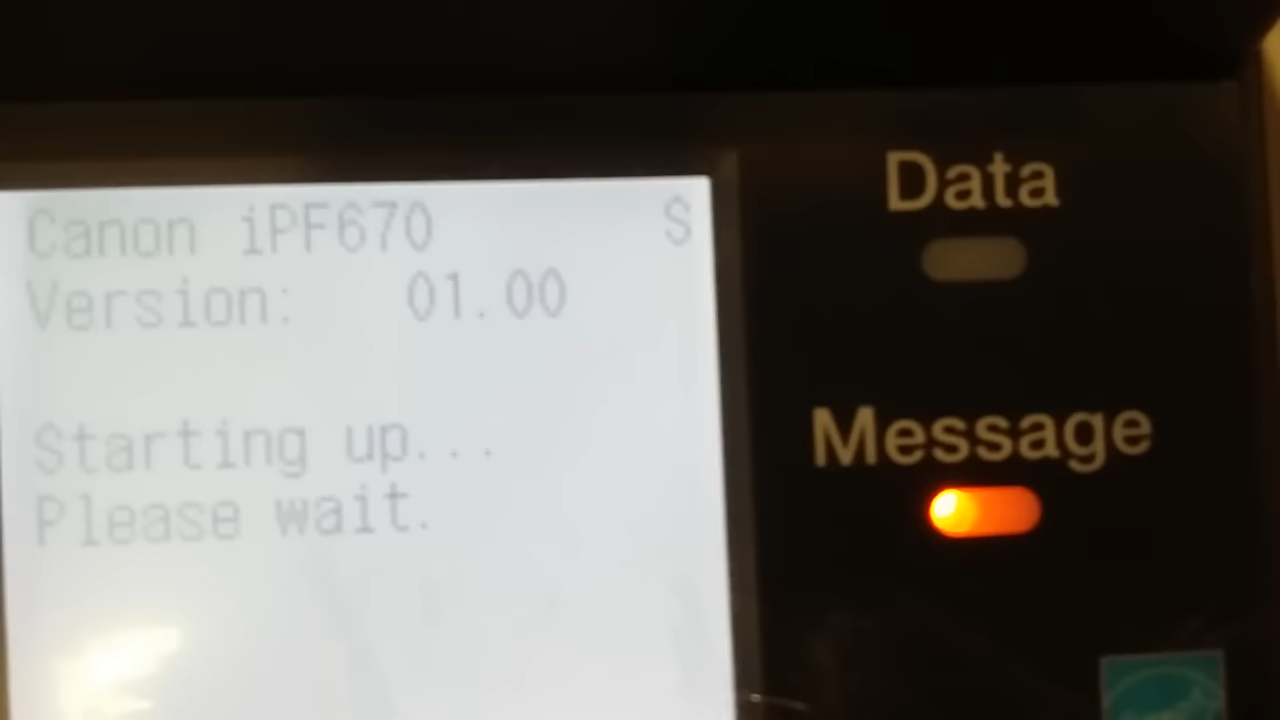 Canon iPF670 S
Version: 01.00
Starting up...
Please wait.
Data
Message